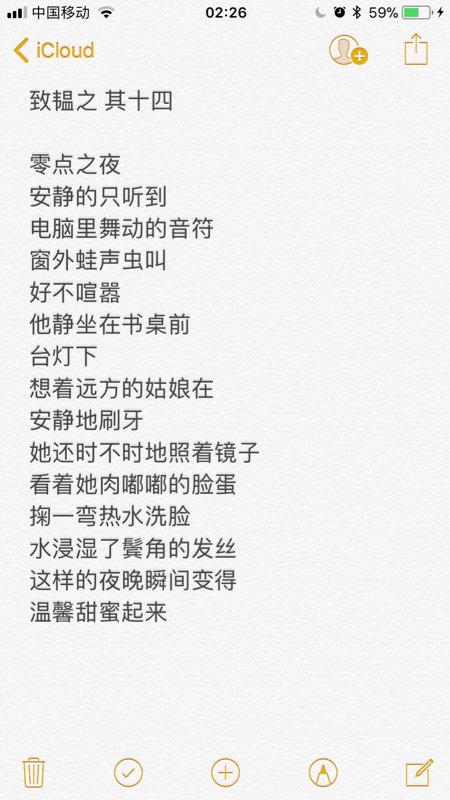 中国移动 02:26 59%
iCloud
致韫之 其十四
零点之夜
安静的只听到
电脑里舞动的音符
窗外蛙声虫叫
好不喧嚣
他静坐在书桌前
台灯下
想着远方的姑娘在
安静地刷牙
她还时不时地照着镜子
看着她肉嘟嘟的脸蛋
掬一弯热水洗脸
水浸湿了鬓角的发丝
这样的夜晚瞬间变得
温馨甜蜜起来